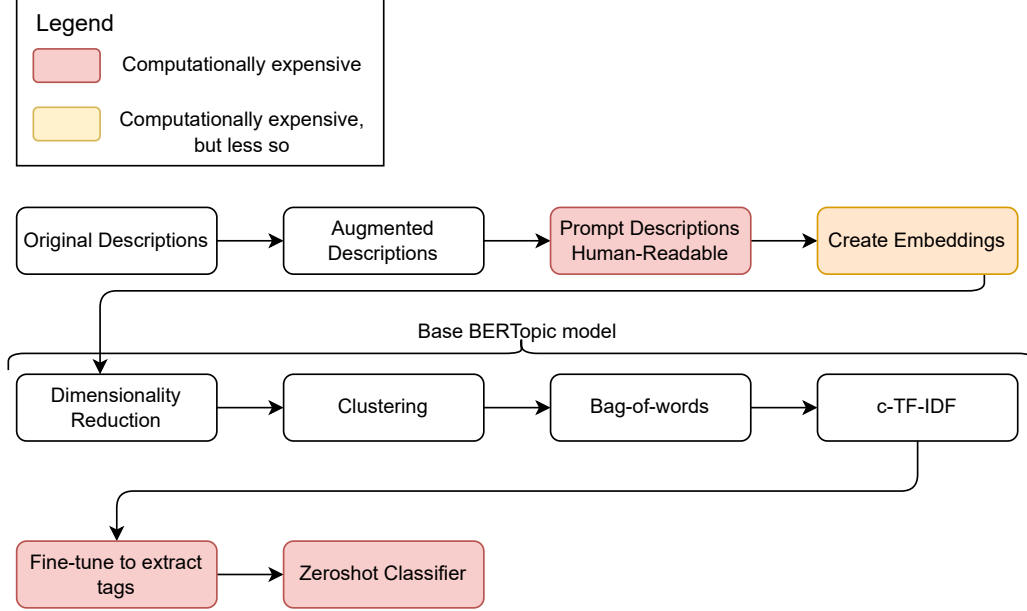 Legend
Computationally expensive
Computationally expensive,
but less so
Original Descriptions
Augmented
Descriptions
Prompt Descriptions
Human-Readable
Create Embeddings
Base BERTopic model
Dimensionality
Reduction
Clustering
Bag-of-words
c-TF-IDF
Fine-tune to extract
tags
Zeroshot Classifier